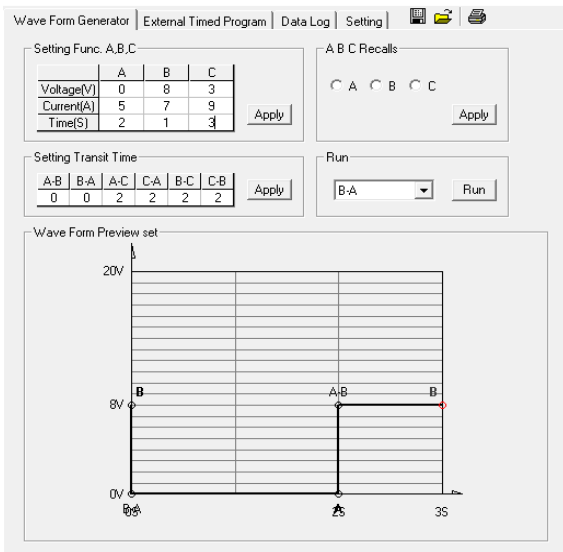 Wave Form Generator External Timed Program Data Log Setting
Setting Func. A,B,C
A B C
Voltage(V) 0 8 3
Current(A) 5 7 9
Time(S) 2 1 3
Apply
A B C Recalls
A B C
Apply
Setting Transit Time
A-B B-A A-C C-A B-C C-B
0 0 2 2 2 2
Apply
Run
B-A Run
Wave Form Preview set
20V
B A-B B
8V
0V
B-A 0S A 2S 3S